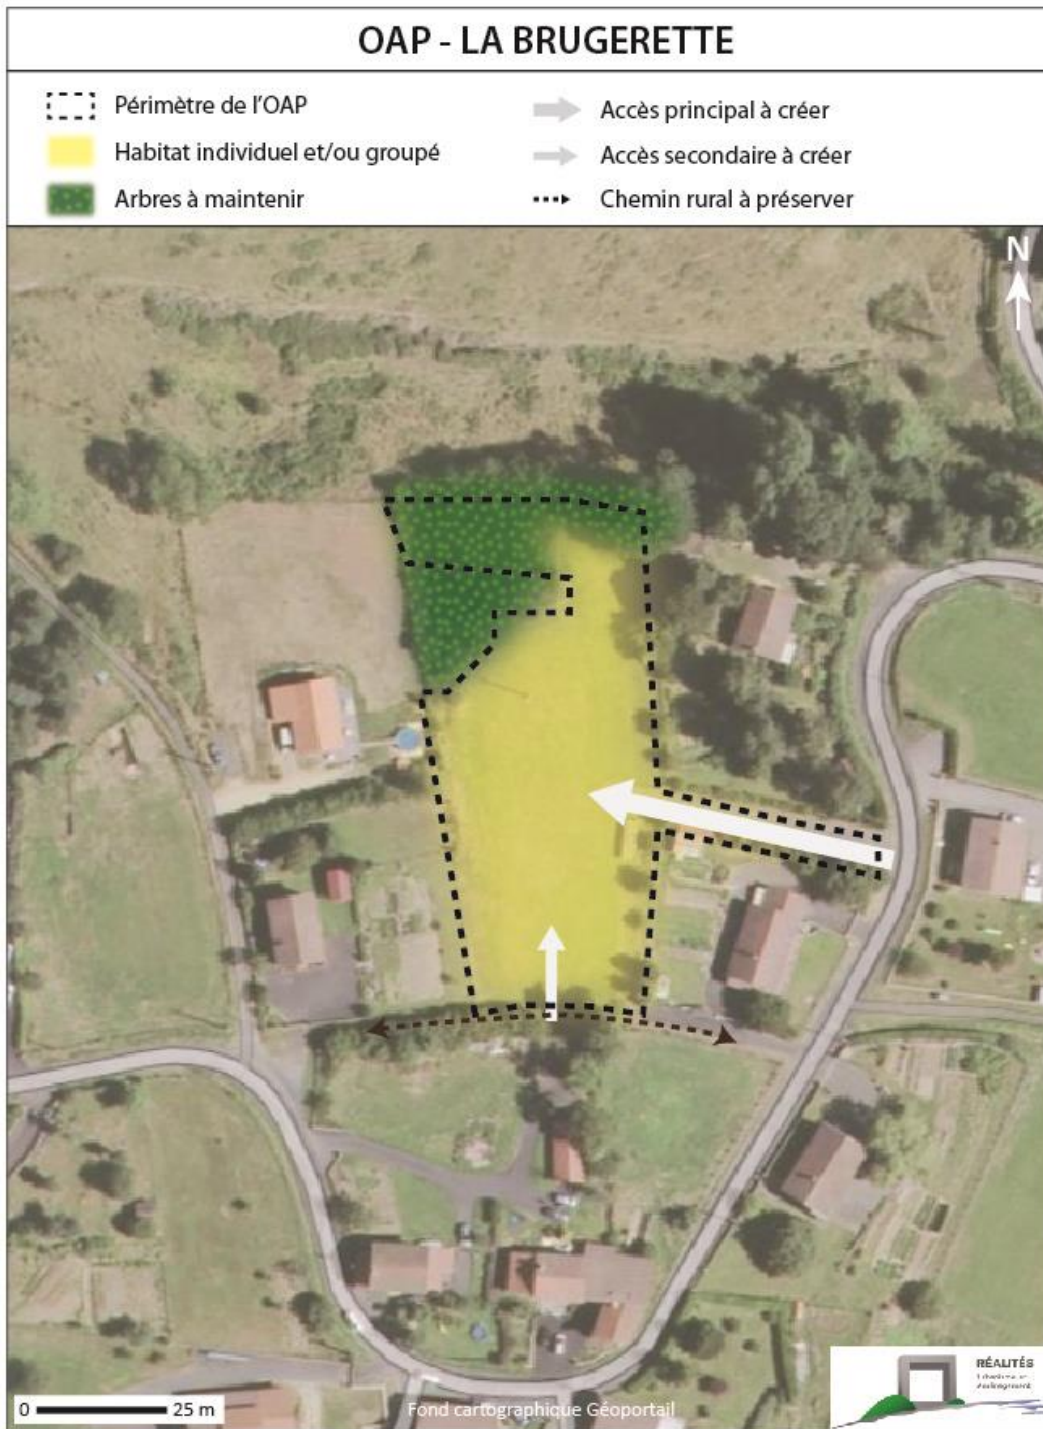 OAP - LA BRUGERETTE
Périmètre de l'OAP
Habitat individuel et/ou groupé
Arbres à maintenir
Accès principal à créer
Accès secondaire à créer
Chemin rural à préserver
N
0 25 m
Fond cartographique Géoportail
RÉALITÉS